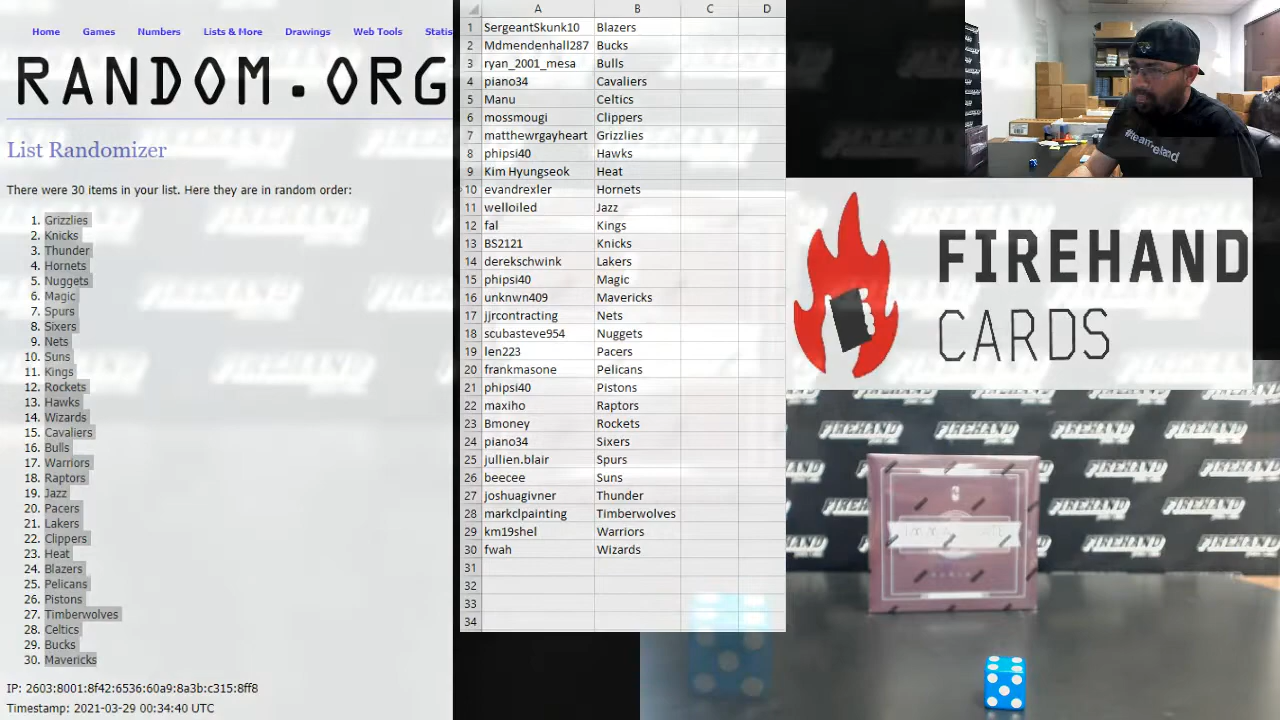 Home Games Numbers Lists & More Drawings Web Tools Statis
RANDOM.ORG
List Randomizer
There were 30 items in your list. Here they are in random order:
1. Grizzlies
2. Knicks
3. Thunder
4. Hornets
5. Nuggets
6. Magic
7. Spurs
8. Sixers
9. Nets
10. Suns
11. Kings
12. Rockets
13. Hawks
14. Wizards
15. Cavaliers
16. Bulls
17. Warriors
18. Raptors
19. Jazz
20. Pacers
21. Lakers
22. Clippers
23. Heat
24. Blazers
25. Pelicans
26. Pistons
27. Timberwolves
28. Celtics
29. Bucks
30. Mavericks
IP: 2603:8001:8f42:6536:60a9:8a3b:c315:8ff8
Timestamp: 2021-03-29 00:34:40 UTC
A B C D
1 SergeantSkunk10 Blazers
2 Mdmendenhall287 Bucks
3 ryan_2001_mesa Bulls
4 piano34 Cavaliers
5 Manu Celtics
6 mossmougi Clippers
7 matthewrgayheart Grizzlies
8 phipsi40 Hawks
9 Kim Hyungseok Heat
10 evandrexler Hornets
11 welloiled Jazz
12 fal Kings
13 BS2121 Knicks
14 derekschwink Lakers
15 phipsi40 Magic
16 unknwn409 Mavericks
17 jjrcontracting Nets
18 scubasteve954 Nuggets
19 len223 Pacers
20 frankmasone Pelicans
21 phipsi40 Pistons
22 maxiho Raptors
23 Bmoney Rockets
24 piano34 Sixers
25 jullien.blair Spurs
26 beecee Suns
27 joshuagivner Thunder
28 markclpainting Timberwolves
29 km19shel Warriors
30 fwah Wizards
31
32
33
34
FIREHAND
CARDS
FIREHAND FIREHAND FIREHAND FIREHAND